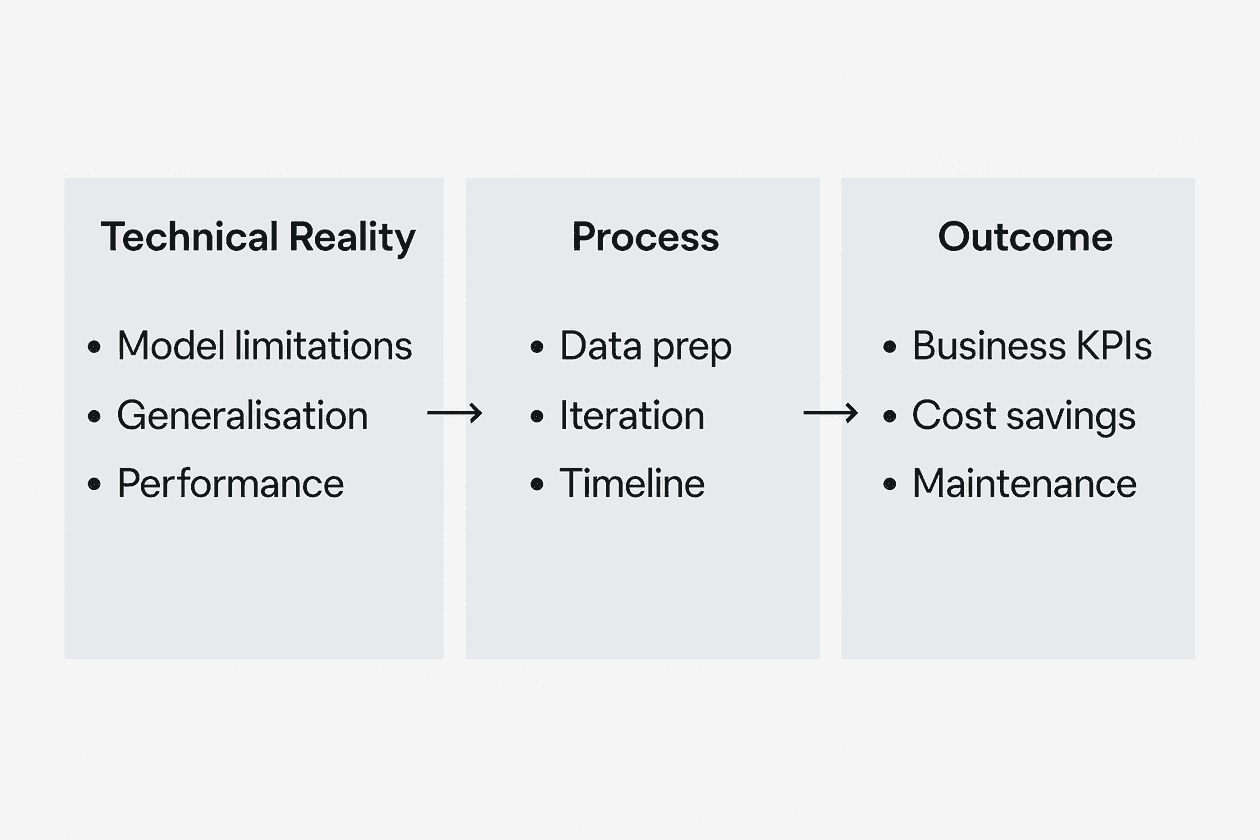 Technical Reality
• Model limitations
• Generalisation
• Performance
→
Process
• Data prep
• Iteration
• Timeline
→
Outcome
• Business KPIs
• Cost savings
• Maintenance